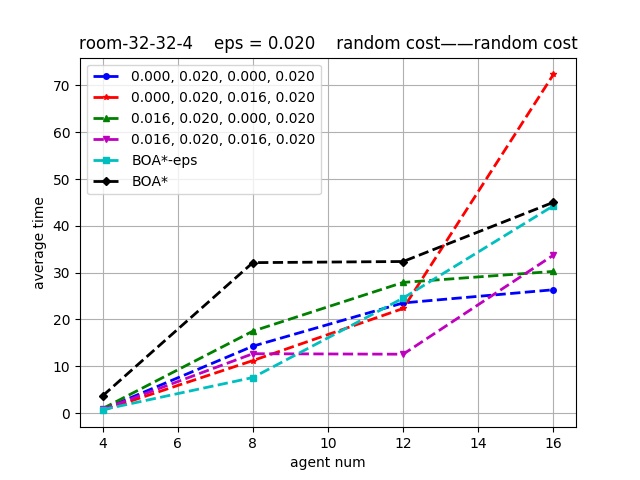 room-32-32-4    eps = 0.020    random cost——random cost
0.000, 0.020, 0.000, 0.020
0.000, 0.020, 0.016, 0.020
0.016, 0.020, 0.000, 0.020
0.016, 0.020, 0.016, 0.020
BOA*-eps
BOA*
average time
70
60
50
40
30
20
10
0
4 6 8 10 12 14 16
agent num